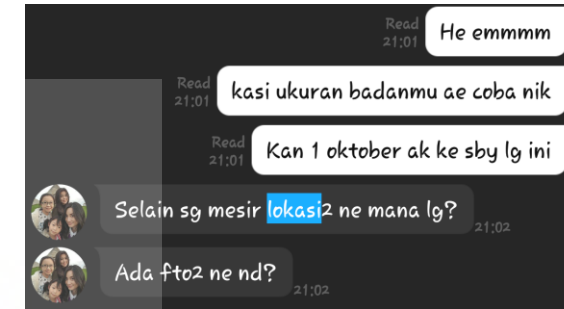 Read
21:01
He emmmm
Read
21:01
kasi ukuran badanmu ae coba nik
Read
21:01
Kan 1 oktober ak ke sby lg ini
Selain sg mesir lokasi2 ne mana lg?
21:02
Ada fto2 ne nd?
21:02